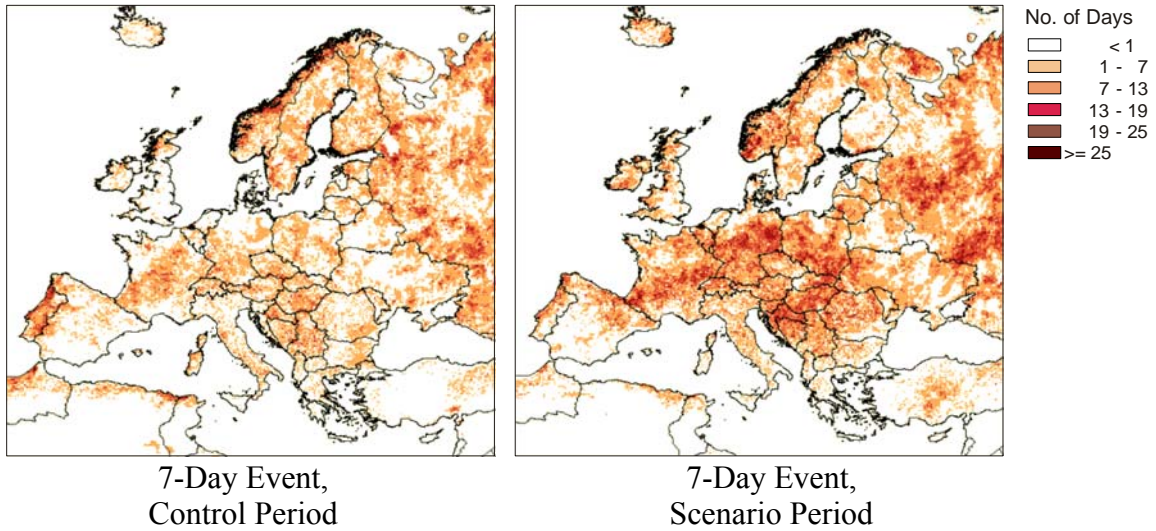 No. of Days
< 1
1 - 7
7 - 13
13 - 19
19 - 25
>= 25
7-Day Event,
Control Period
7-Day Event,
Scenario Period